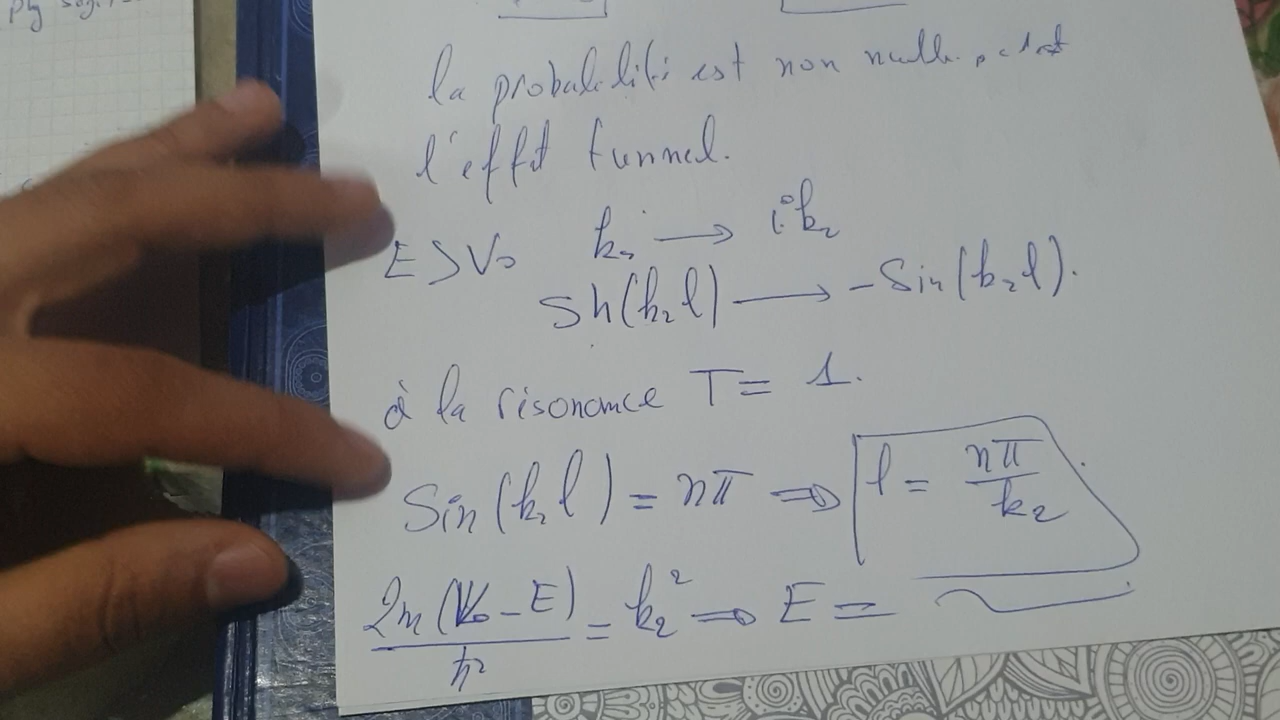 la probabilité est non nulle, c'est
l'effet tunnel.
E>V₀ k₂ → ik₂
Sh(k₂l) → -Sin(k₂l).
à la risonance T = 1.
Sin(k₂l) = nπ ⇒ l = nπ/k₂
2m(V₀-E)/ħ² = k₂² ⇒ E =